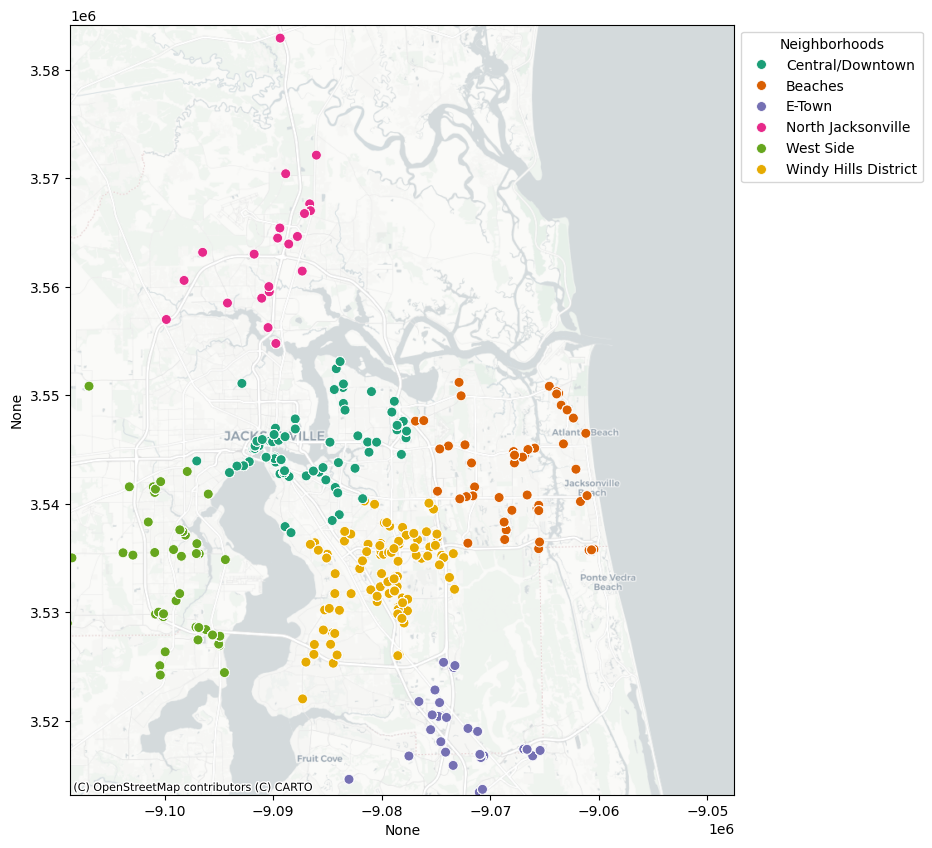 1e6
Neighborhoods
Central/Downtown
Beaches
E-Town
North Jacksonville
West Side
Windy Hills District
3.58
3.57
3.56
3.55
3.54
3.53
3.52
None
JACKSONVILLE
Atlantic Beach
Jacksonville
Beach
Ponte Vedra
Beach
Fruit Cove
(C) OpenStreetMap contributors (C) CARTO
−9.10
−9.09
−9.08
−9.07
−9.06
−9.05
None
1e6